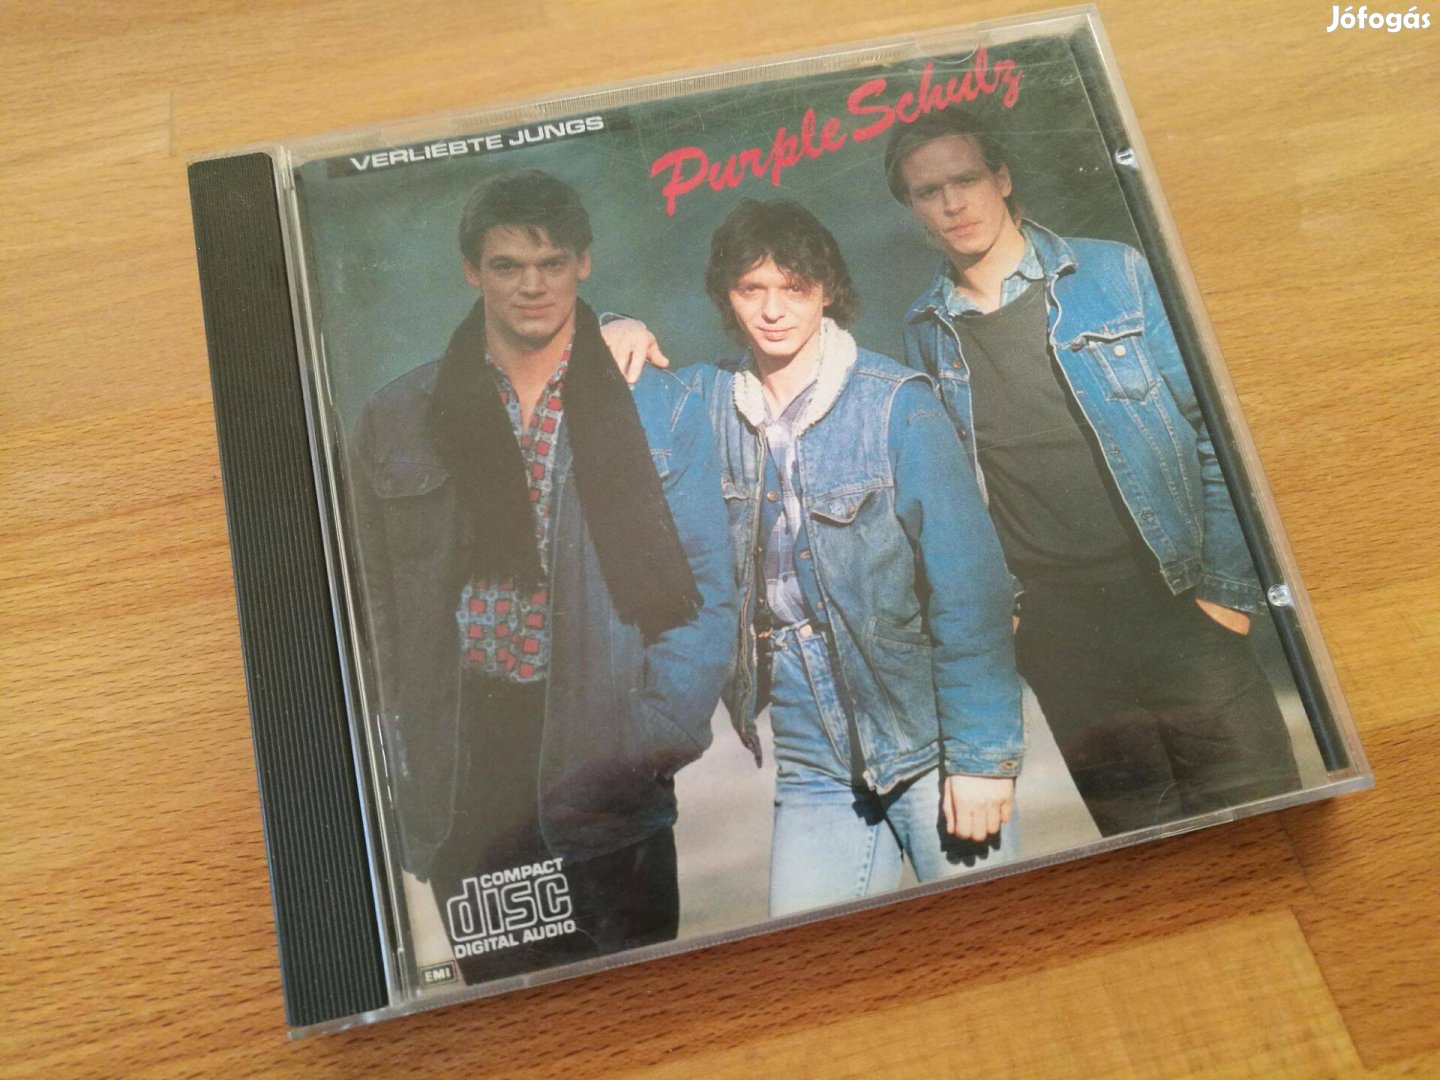 Jófogás
VERLIEBTE JUNGS
Purple Schulz
COMPACT
disc
DIGITAL AUDIO
EMI